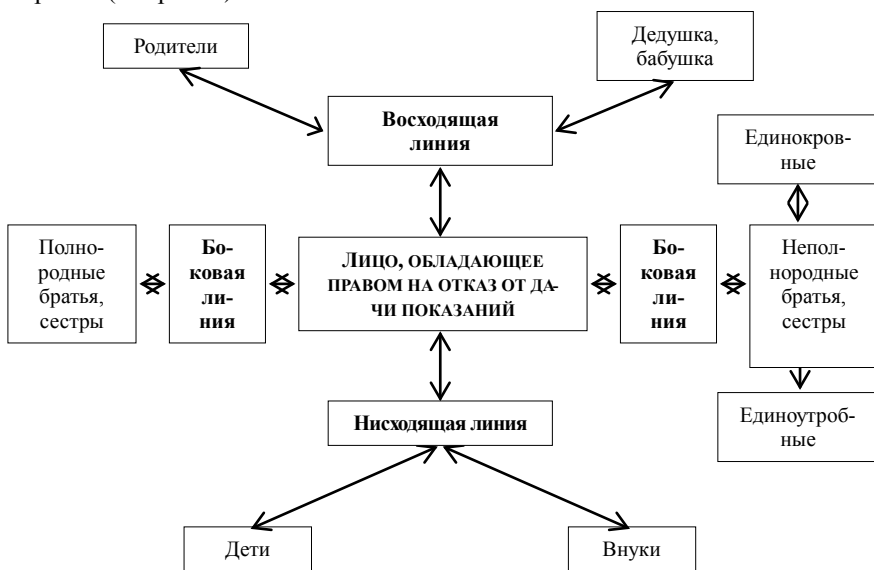 Родители
Дедушка,
бабушка
Восходящая
линия
Единокров-
ные
Полно-
родные
братья,
сестры
Бо-
ковая
ли-
ния
Лицо, обладающее
правом на отказ от да-
чи показаний
Бо-
ковая
ли-
ния
Непол-
нородные
братья,
сестры
Нисходящая линия
Единоутроб-
ные
Дети
Внуки